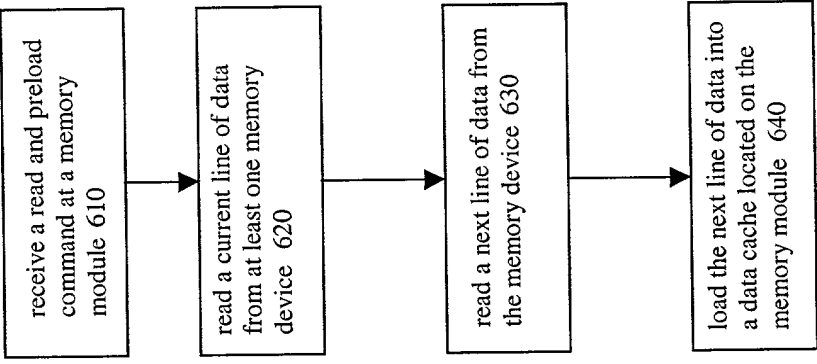 receive a read and preload
command at a memory
module 610
read a current line of data
from at least one memory
device 620
read a next line of data from
the memory device 630
load the next line of data into
a data cache located on the
memory module 640